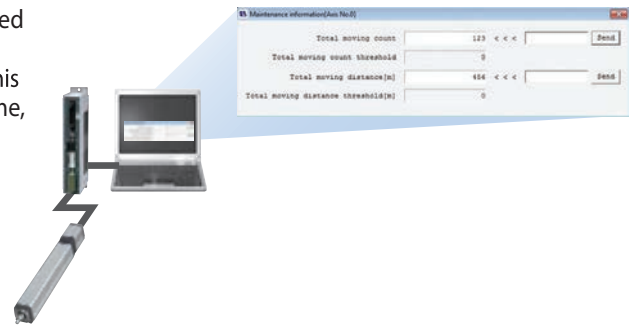 ed
his
ne,
Maintenance information[Axis No.0]
Total moving count 123 < < < Send
Total moving count threshold 0
Total moving distance[m] 456 < < < Send
Total moving distance threshold[m] 0